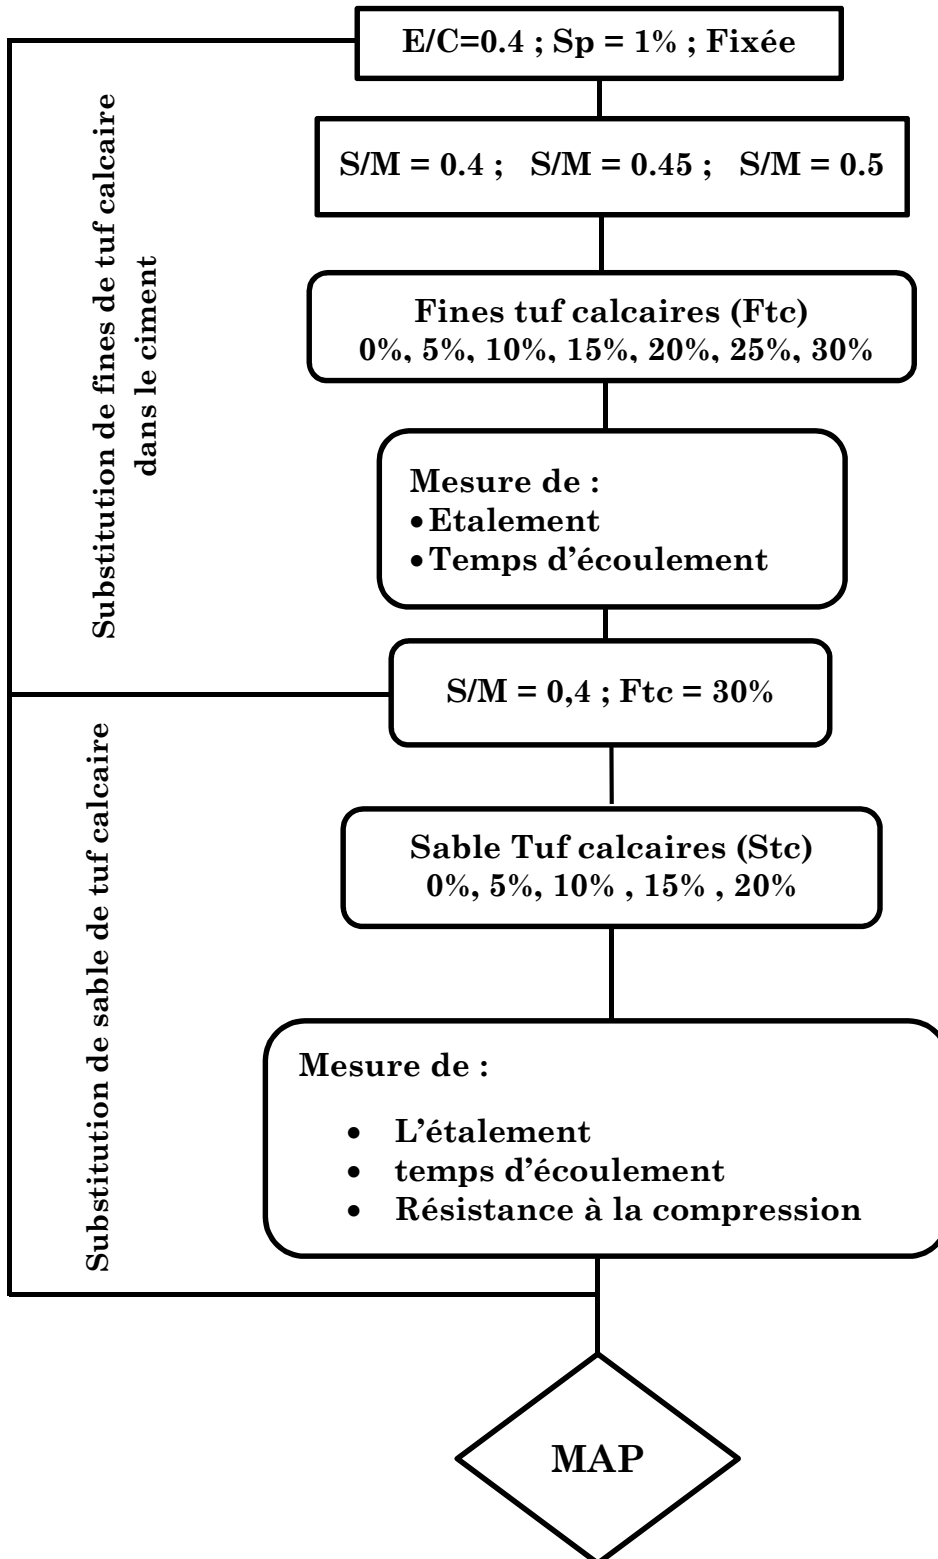 E/C=0.4 ; Sp = 1% ; Fixée
S/M = 0.4 ; S/M = 0.45 ; S/M = 0.5
Substitution de fines de tuf calcaire
dans le ciment
Fines tuf calcaires (Ftc)
0%, 5%, 10%, 15%, 20%, 25%, 30%
Mesure de :
•Etalement
•Temps d'écoulement
S/M = 0,4 ; Ftc = 30%
Substitution de sable de tuf calcaire
Sable Tuf calcaires (Stc)
0%, 5%, 10% , 15% , 20%
Mesure de :
• L'étalement
• temps d'écoulement
• Résistance à la compression
MAP